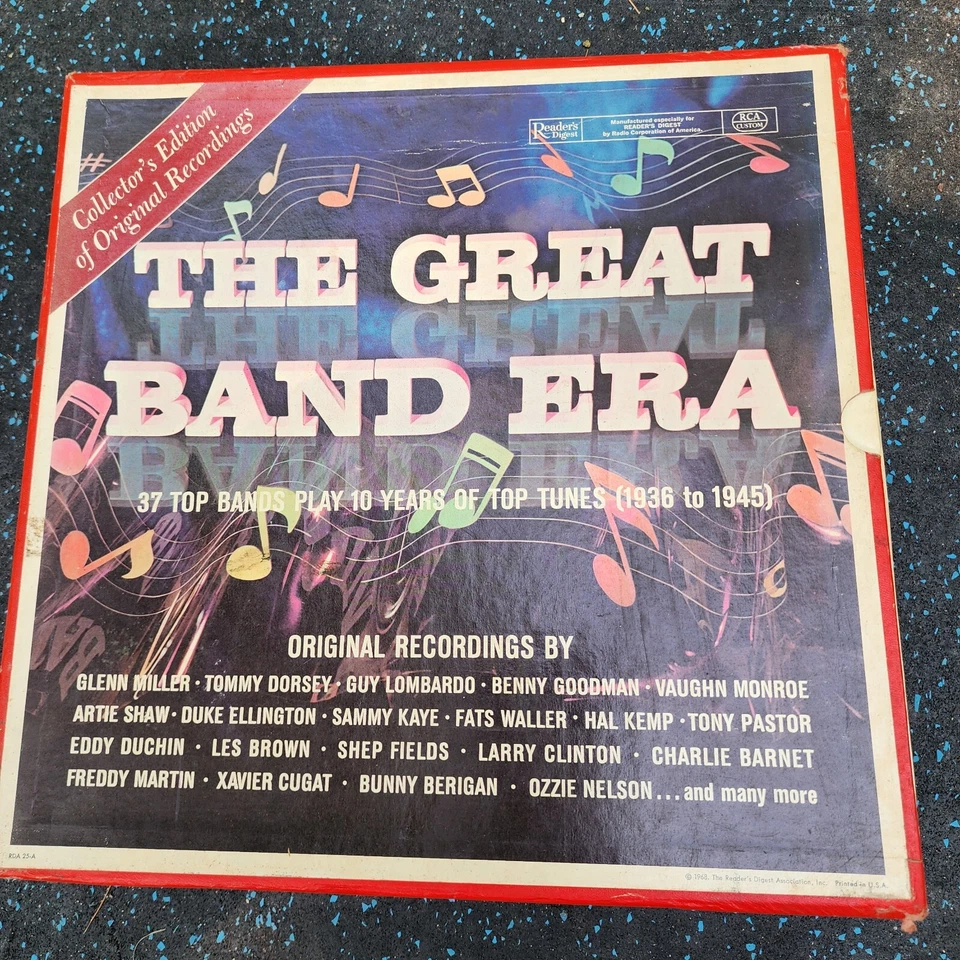 Collector's Edition
of Original Recordings
Reader's
Digest
Manufactured especially for
READER'S DIGEST
by Radio Corporation of America.
RCA
CUSTOM
THE GREAT
BAND ERA
37 TOP BANDS PLAY 10 YEARS OF TOP TUNES (1936 to 1945)
ORIGINAL RECORDINGS BY
GLENN MILLER · TOMMY DORSEY · GUY LOMBARDO · BENNY GOODMAN · VAUGHN MONROE
ARTIE SHAW · DUKE ELLINGTON · SAMMY KAYE · FATS WALLER · HAL KEMP · TONY PASTOR
EDDY DUCHIN · LES BROWN · SHEP FIELDS · LARRY CLINTON · CHARLIE BARNET
FREDDY MARTIN · XAVIER CUGAT · BUNNY BERIGAN · OZZIE NELSON ... and many more
RDA 25-A
© 1968, The Reader's Digest Association, Inc. Printed in U.S.A.